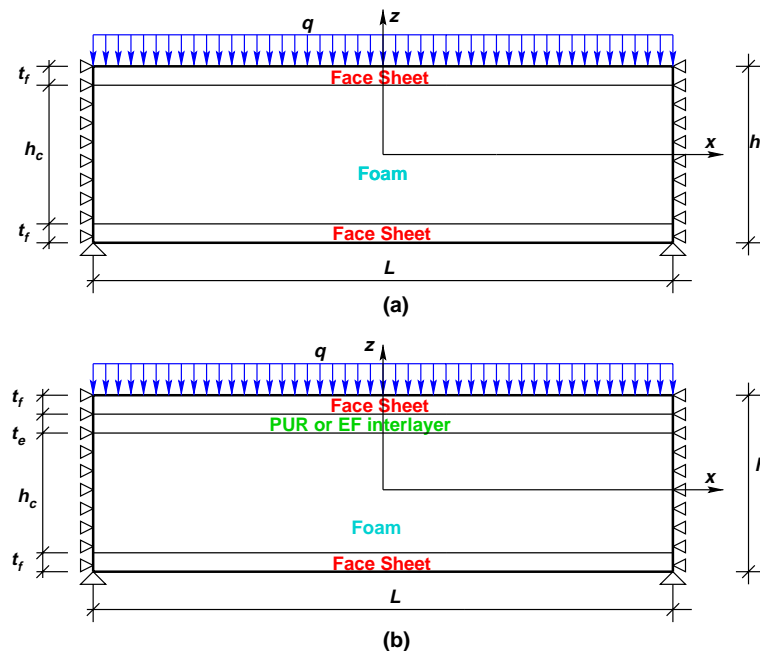 q z
t_f Face Sheet
h_c x h
Foam
t_f Face Sheet
L
(a)
q z
t_f Face Sheet
PUR or EF interlayer
t_e
h_c x
Foam
t_f Face Sheet
L
(b)